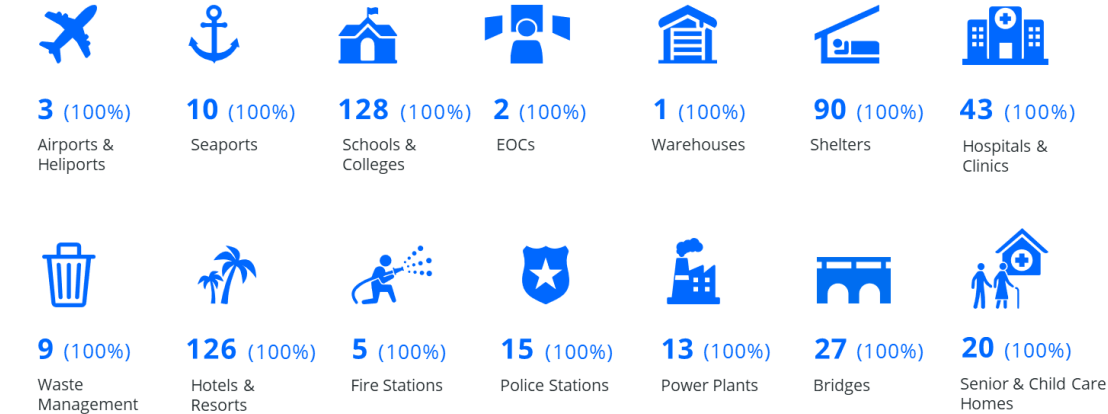 3 (100%)
Airports &
Heliports
10 (100%)
Seaports
128 (100%)
Schools &
Colleges
2 (100%)
EOCs
1 (100%)
Warehouses
90 (100%)
Shelters
43 (100%)
Hospitals &
Clinics
9 (100%)
Waste
Management
126 (100%)
Hotels &
Resorts
5 (100%)
Fire Stations
15 (100%)
Police Stations
13 (100%)
Power Plants
27 (100%)
Bridges
20 (100%)
Senior & Child Care
Homes